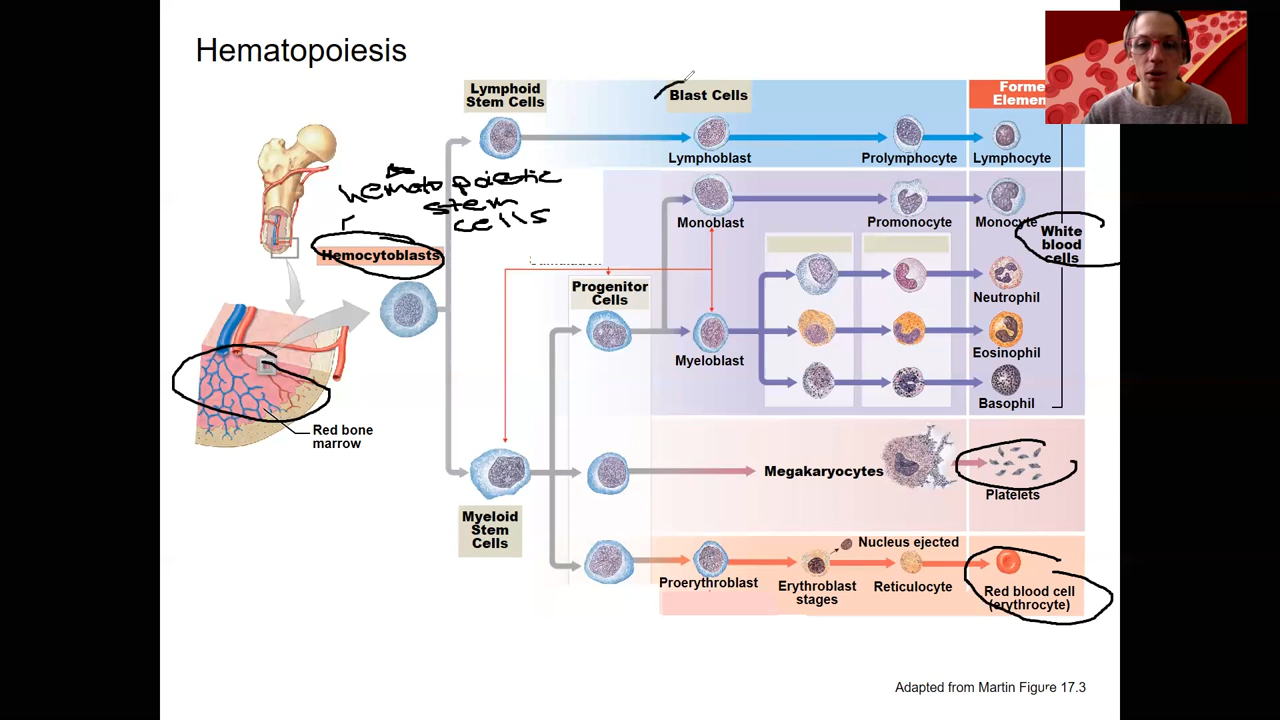 Hematopoiesis
Lymphoid
Stem Cells
Blast Cells
Forme
Elemen
Lymphoblast
Prolymphocyte
Lymphocyte
hematopoietic
stem
cells
Monoblast
Promonocyte
Monocyte
White
blood
cells
Hemocytoblasts
Progenitor
Cells
Neutrophil
Myeloblast
Eosinophil
Basophil
Red bone
marrow
Megakaryocytes
Platelets
Myeloid
Stem
Cells
Nucleus ejected
Proerythroblast
Erythroblast
stages
Reticulocyte
Red blood cell
(erythrocyte)
Adapted from Martin Figure 17.3